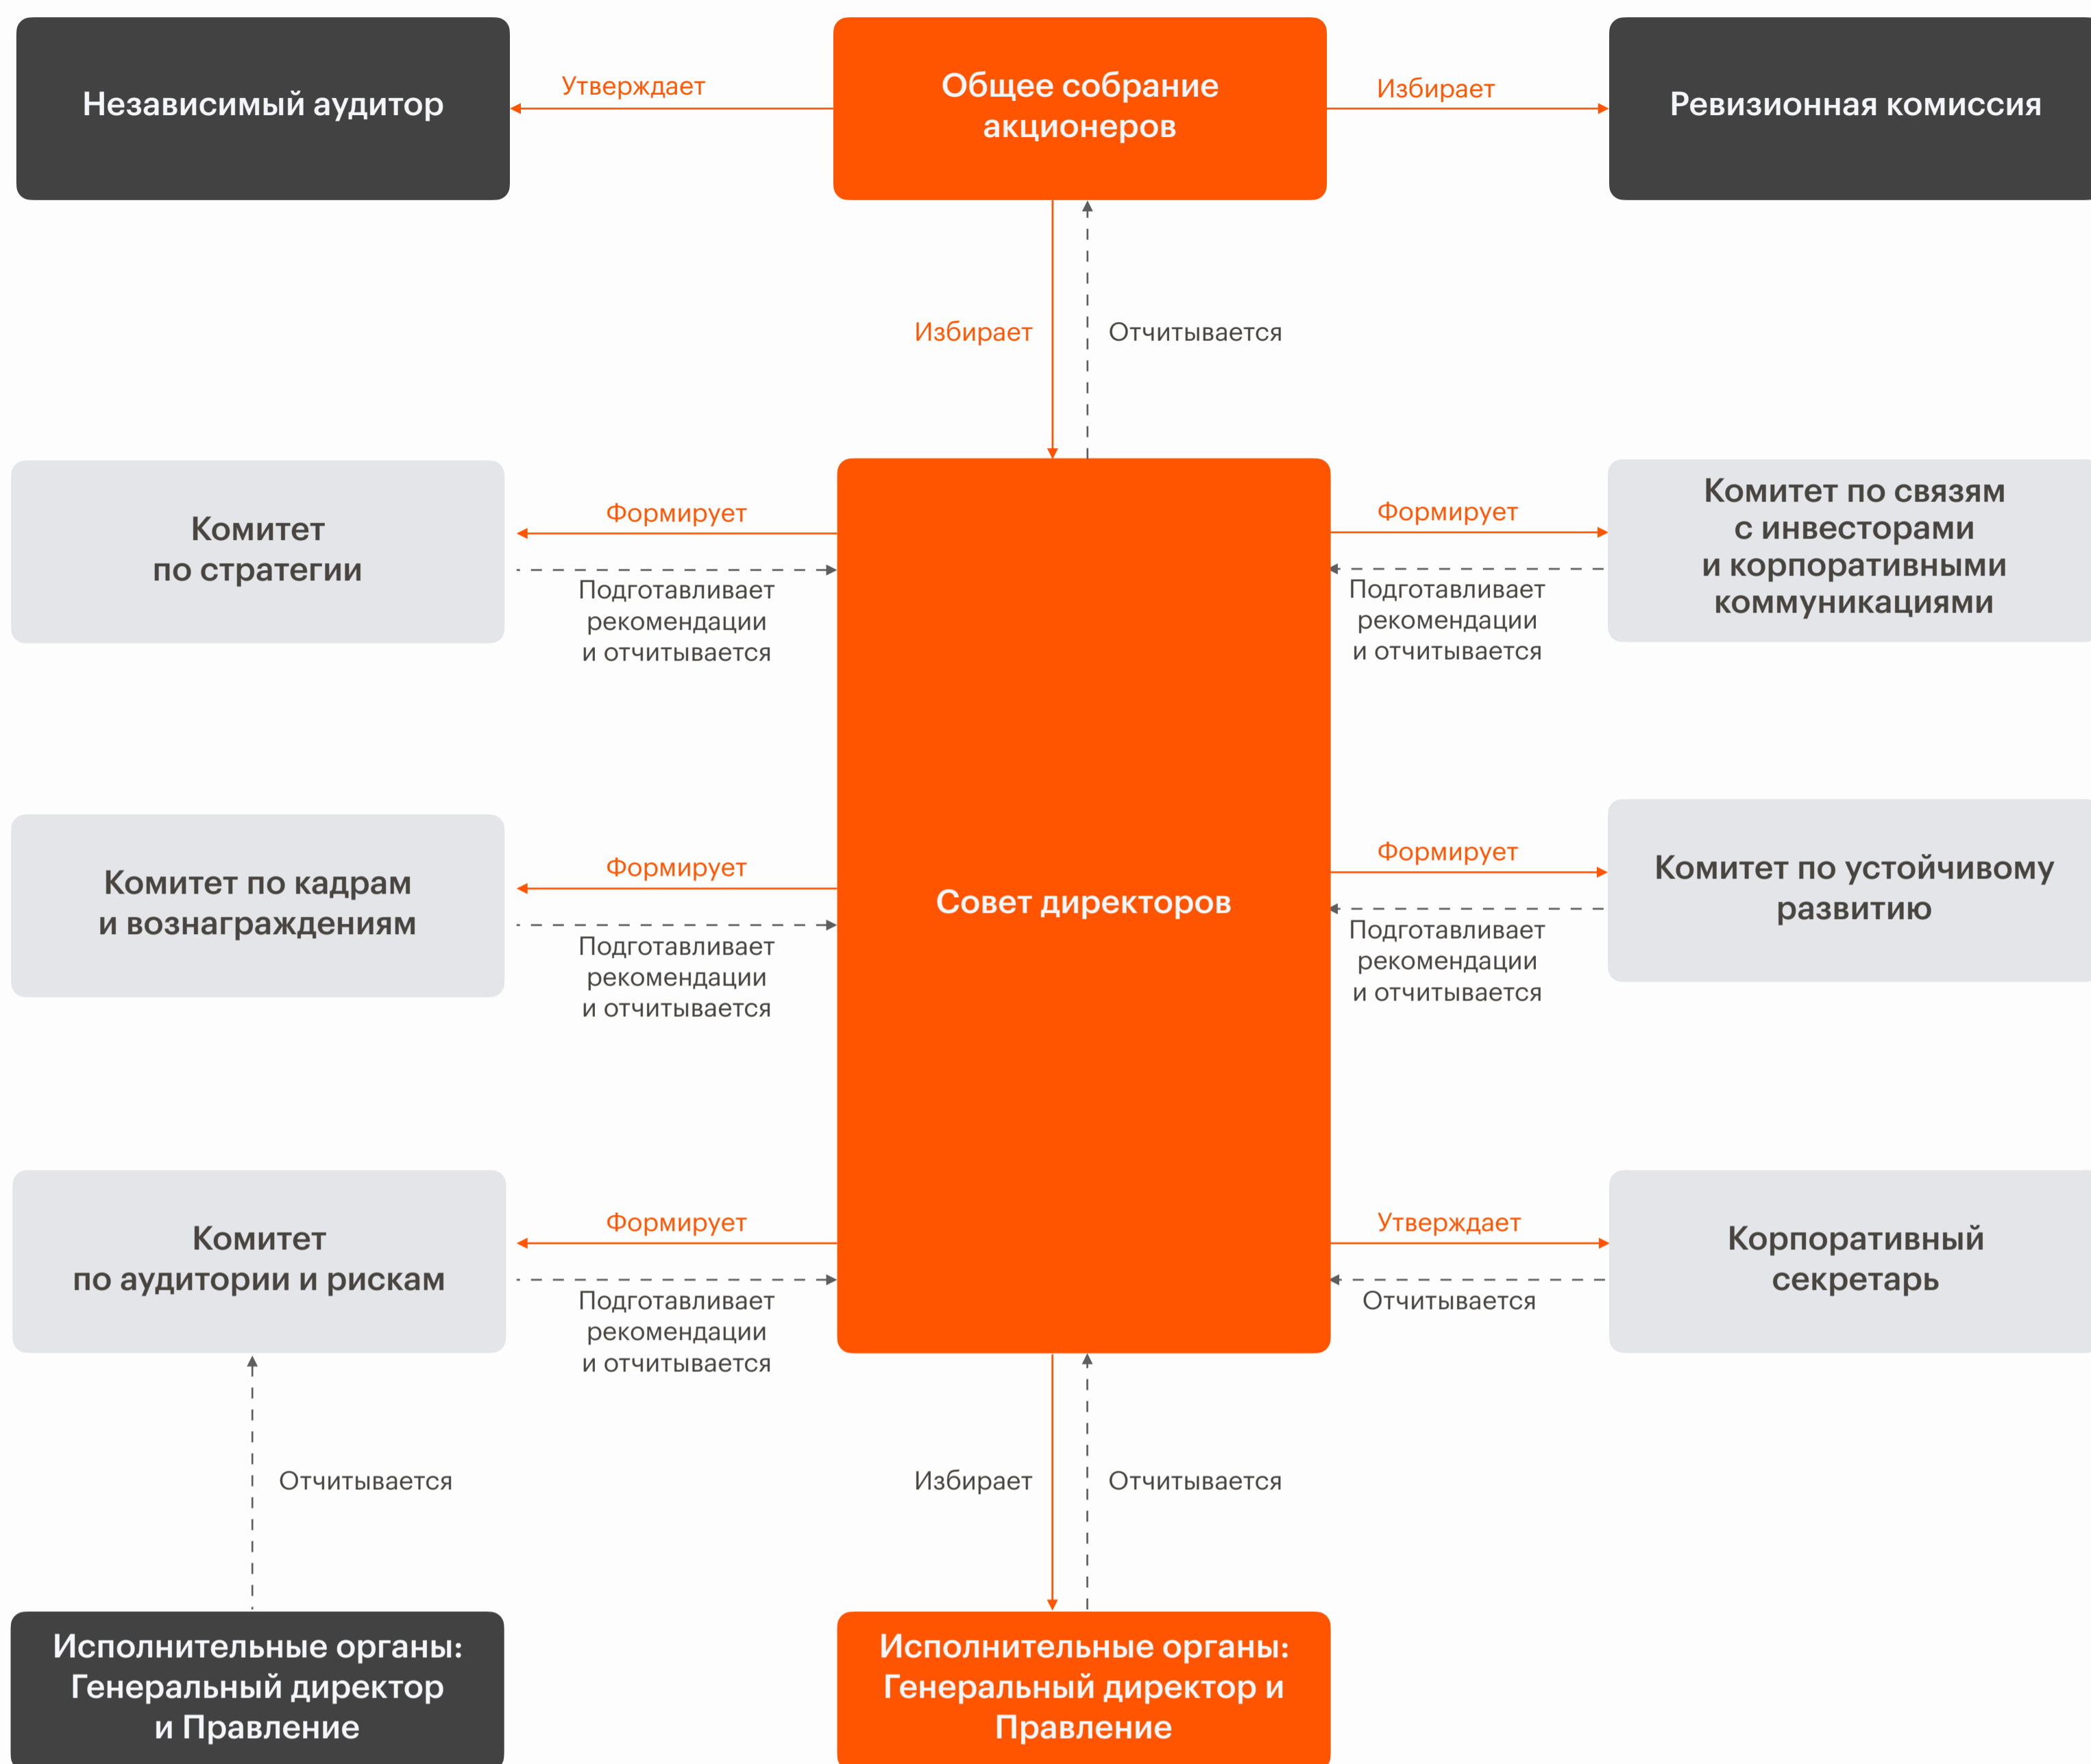 Независимый аудитор
Утверждает
Общее собрание
акционеров
Избирает
Ревизионная комиссия
Избирает
Отчитывается
Комитет
по стратегии
Формирует
Подготавливает
рекомендации
и отчитывается
Формирует
Подготавливает
рекомендации
и отчитывается
Комитет по связям
с инвесторами
и корпоративными
коммуникациями
Комитет по кадрам
и вознаграждениям
Формирует
Подготавливает
рекомендации
и отчитывается
Совет директоров
Формирует
Подготавливает
рекомендации
и отчитывается
Комитет по устойчивому
развитию
Комитет
по аудитории и рискам
Формирует
Подготавливает
рекомендации
и отчитывается
Утверждает
Отчитывается
Корпоративный
секретарь
Отчитывается
Избирает
Отчитывается
Исполнительные органы:
Генеральный директор
и Правление
Исполнительные органы:
Генеральный директор и
Правление